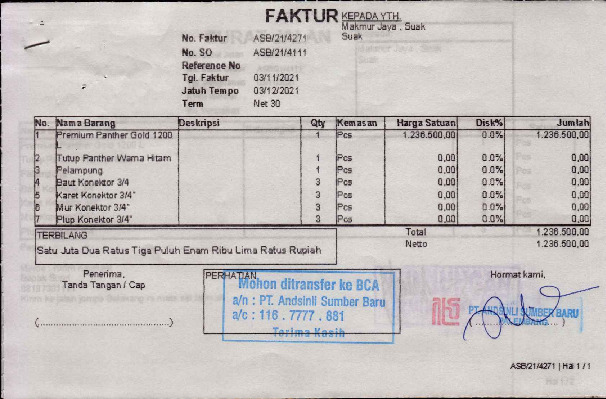 FAKTUR
KEPADA YTH.
Makmur Jaya , Suak
Suak
No. Faktur ASB/21/4271
No. SO ASB/21/4111
Reference No
Tgl. Faktur 03/11/2021
Jatuh Tempo 03/12/2021
Term Net 30
No. Nama Barang Deskripsi Qty Kemasan Harga Satuan Disk% Jumlah
1 Premium Panther Gold 1200 1 Pcs 1.236.500,00 0.0% 1.236.500,00
L
2 Tutup Panther Warna Hitam 1 Pcs 0,00 0.0% 0,00
3 Pelampung 1 Pcs 0,00 0.0% 0,00
4 Baut Konektor 3/4 3 Pcs 0,00 0.0% 0,00
5 Karet Konektor 3/4" 3 Pcs 0,00 0.0% 0,00
6 Mur Konektor 3/4" 3 Pcs 0,00 0.0% 0,00
7 Plup Konektor 3/4" 3 Pcs 0,00 0.0% 0,00
TERBILANG
Total 1.236.500,00
Netto 1.236.500,00
Satu Juta Dua Ratus Tiga Puluh Enam Ribu Lima Ratus Rupiah
Penerima,
Tanda Tangan / Cap
(................................................)
PERHATIAN
Mohon ditransfer ke BCA
a/n : PT. Andsinli Sumber Baru
a/c : 116 . 7777 . 881
Terima Kasih
Hormat kami,
PT. ANDSINLI SUMBER BARU
ASB/21/4271 | Hal 1 / 1